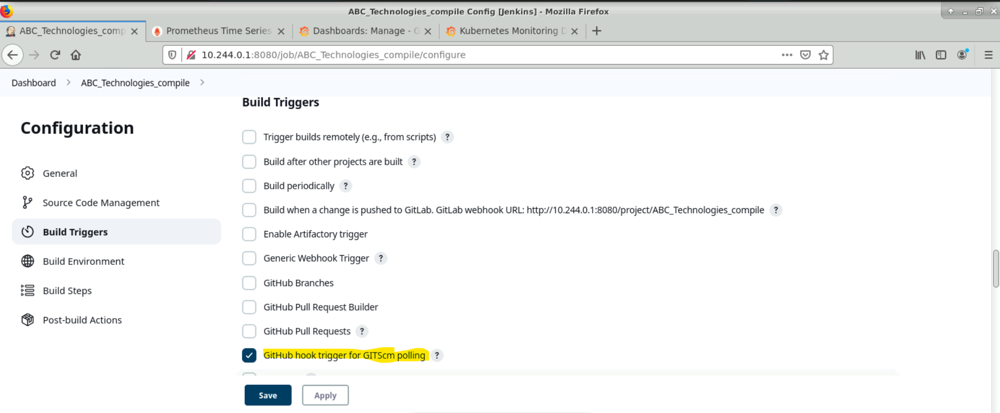 ABC_Technologies_compile Config [Jenkins] - Mozilla Firefox
ABC_Technologies_comp
Prometheus Time Series
Dashboards: Manage - G
Kubernetes Monitoring D
10.244.0.1:8080/job/ABC_Technologies_compile/configure
Dashboard > ABC_Technologies_compile >
Build Triggers
Configuration
General
Source Code Management
Build Triggers
Build Environment
Build Steps
Post-build Actions
Trigger builds remotely (e.g., from scripts) ?
Build after other projects are built ?
Build periodically ?
Build when a change is pushed to GitLab. GitLab webhook URL: http://10.244.0.1:8080/project/ABC_Technologies_compile ?
Enable Artifactory trigger
Generic Webhook Trigger ?
GitHub Branches
GitHub Pull Request Builder
GitHub Pull Requests ?
GitHub hook trigger for GITScm polling ?
Save
Apply